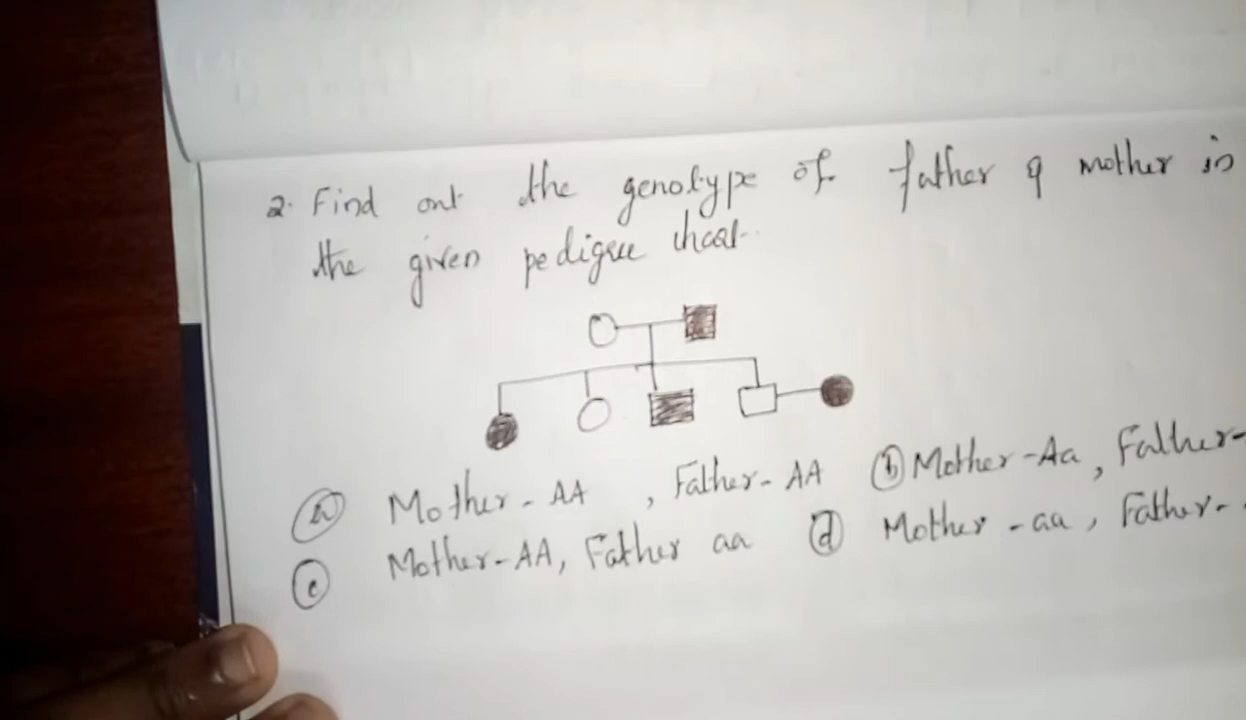 2. Find out the genotype of father & mother in
the given pedigree chart.
(a) Mother - AA , Father - AA (b) Mother - Aa , Father -
(c) Mother - AA, Father aa (d) Mother - aa , Father -